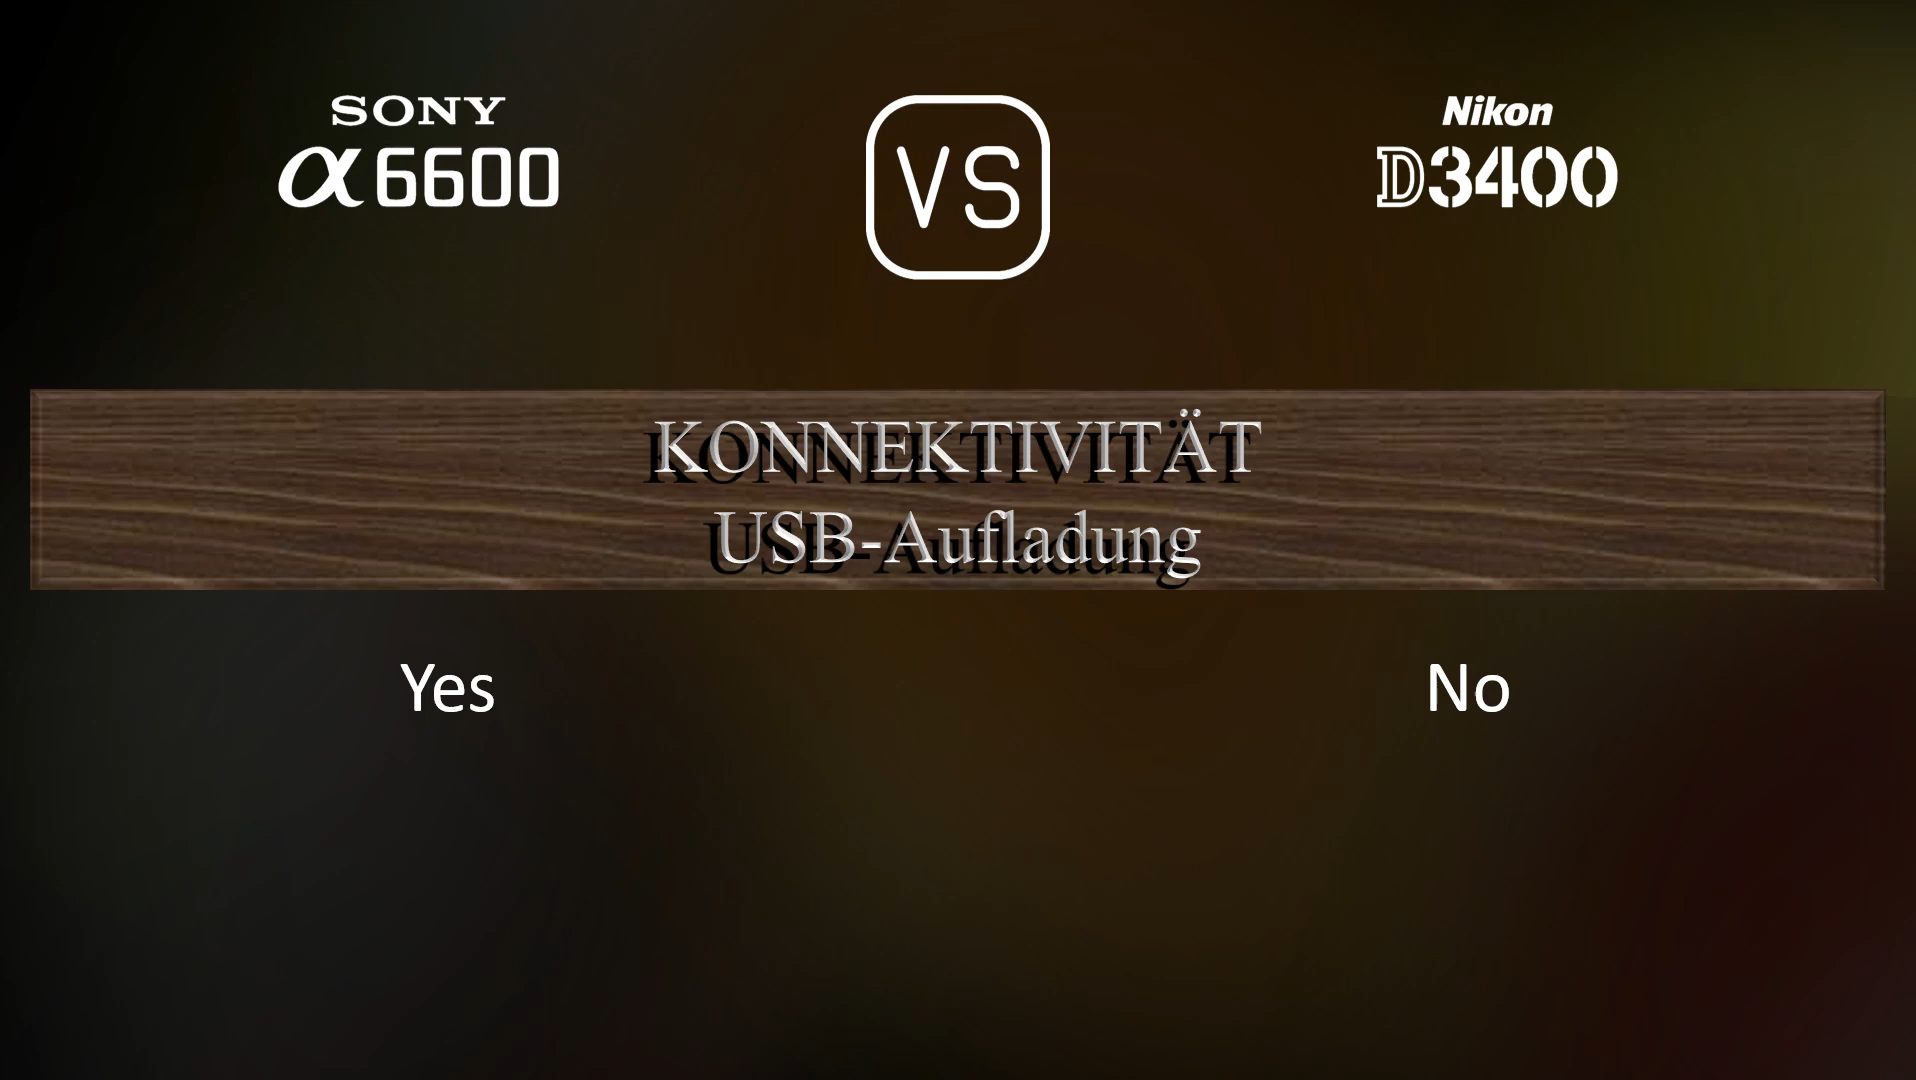 SONY
α6600
VS
Nikon
D3400
KONNEKTIVITÄT
USB-Aufladung
Yes
No